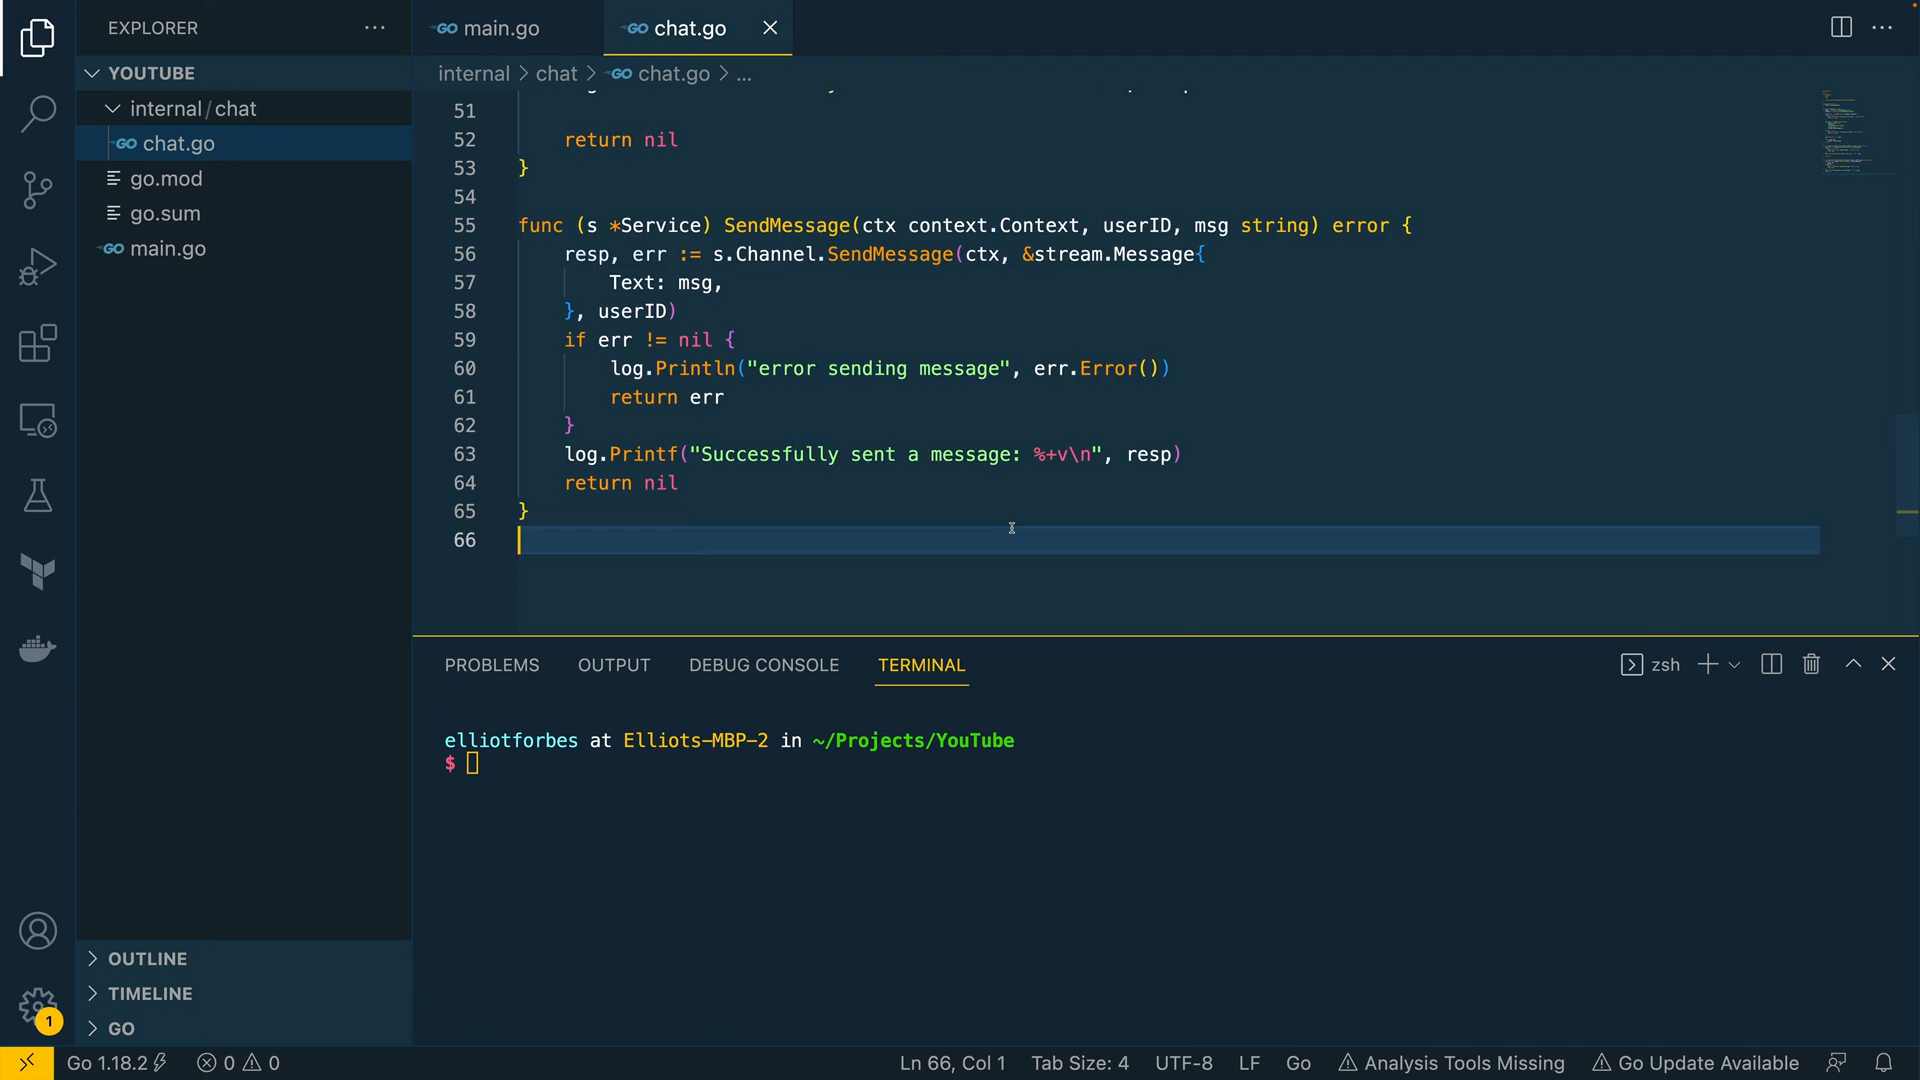 EXPLORER
YOUTUBE
internal / chat
chat.go
go.mod
go.sum
main.go
OUTLINE
TIMELINE
GO
main.go
chat.go
internal > chat > chat.go > ...
51
52 return nil
53 }
54
55 func (s *Service) SendMessage(ctx context.Context, userID, msg string) error {
56 resp, err := s.Channel.SendMessage(ctx, &stream.Message{
57 Text: msg,
58 }, userID)
59 if err != nil {
60 log.Println("error sending message", err.Error())
61 return err
62 }
63 log.Printf("Successfully sent a message: %+v\n", resp)
64 return nil
65 }
66
PROBLEMS OUTPUT DEBUG CONSOLE TERMINAL
zsh
elliotforbes at Elliots-MBP-2 in ~/Projects/YouTube
$
1
Go 1.18.2 0 0 Ln 66, Col 1 Tab Size: 4 UTF-8 LF Go Analysis Tools Missing Go Update Available